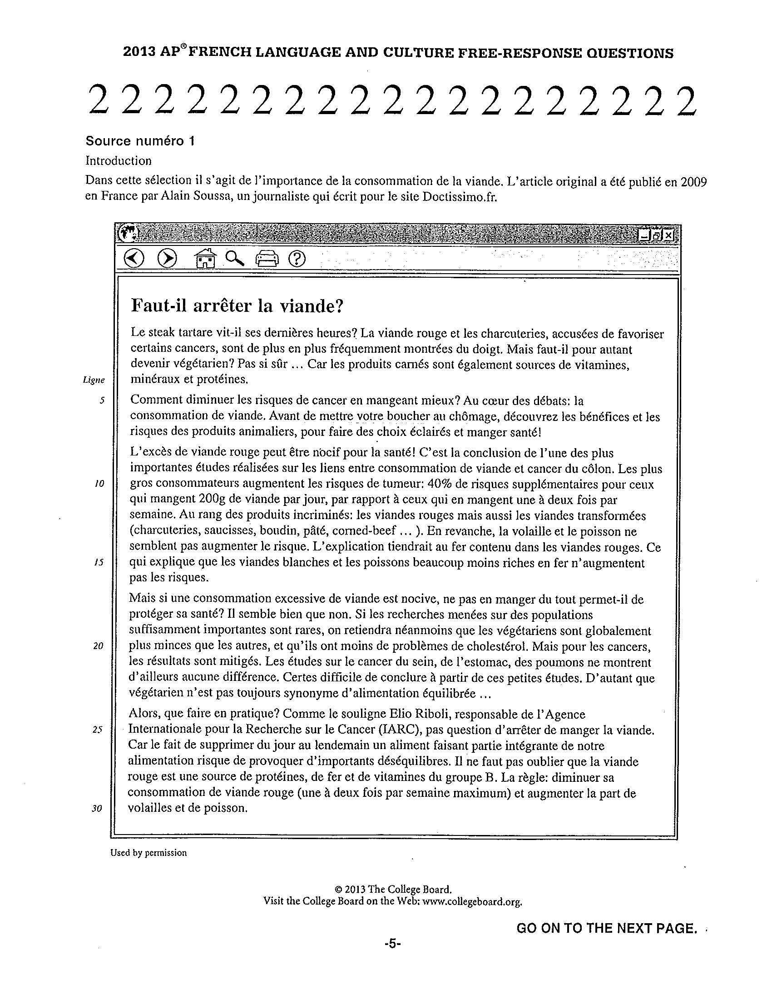 2013 AP® FRENCH LANGUAGE AND CULTURE FREE-RESPONSE QUESTIONS
2 2 2 2 2 2 2 2 2 2 2 2 2 2 2 2 2 2 2
Source numéro 1
Introduction
Dans cette sélection il s'agit de l'importance de la consommation de la viande. L'article original a été publié en 2009
en France par Alain Soussa, un journaliste qui écrit pour le site Doctissimo.fr.
Faut-il arrêter la viande?
Le steak tartare vit-il ses dernières heures? La viande rouge et les charcuteries, accusées de favoriser
certains cancers, sont de plus en plus fréquemment montrées du doigt. Mais faut-il pour autant
devenir végétarien? Pas si sûr ... Car les produits carnés sont également sources de vitamines,
Ligne minéraux et protéines.
5 Comment diminuer les risques de cancer en mangeant mieux? Au cœur des débats: la
consommation de viande. Avant de mettre votre boucher au chômage, découvrez les bénéfices et les
risques des produits animaliers, pour faire des choix éclairés et manger santé!
L'excès de viande rouge peut être nocif pour la santé! C'est la conclusion de l'une des plus
importantes études réalisées sur les liens entre consommation de viande et cancer du côlon. Les plus
10 gros consommateurs augmentent les risques de tumeur: 40% de risques supplémentaires pour ceux
qui mangent 200g de viande par jour, par rapport à ceux qui en mangent une à deux fois par
semaine. Au rang des produits incriminés: les viandes rouges mais aussi les viandes transformées
(charcuteries, saucisses, boudin, pâté, corned-beef ... ). En revanche, la volaille et le poisson ne
semblent pas augmenter le risque. L'explication tiendrait au fer contenu dans les viandes rouges. Ce
15 qui explique que les viandes blanches et les poissons beaucoup moins riches en fer n'augmentent
pas les risques.
Mais si une consommation excessive de viande est nocive, ne pas en manger du tout permet-il de
protéger sa santé? Il semble bien que non. Si les recherches menées sur des populations
suffisamment importantes sont rares, on retiendra néanmoins que les végétariens sont globalement
20 plus minces que les autres, et qu'ils ont moins de problèmes de cholestérol. Mais pour les cancers,
les résultats sont mitigés. Les études sur le cancer du sein, de l'estomac, des poumons ne montrent
d'ailleurs aucune différence. Certes difficile de conclure à partir de ces petites études. D'autant que
végétarien n'est pas toujours synonyme d'alimentation équilibrée ...
Alors, que faire en pratique? Comme le souligne Elio Riboli, responsable de l'Agence
25 Internationale pour la Recherche sur le Cancer (IARC), pas question d'arrêter de manger la viande.
Car le fait de supprimer du jour au lendemain un aliment faisant partie intégrante de notre
alimentation risque de provoquer d'importants déséquilibres. Il ne faut pas oublier que la viande
rouge est une source de protéines, de fer et de vitamines du groupe B. La règle: diminuer sa
consommation de viande rouge (une à deux fois par semaine maximum) et augmenter la part de
30 volailles et de poisson.
Used by permission
© 2013 The College Board.
Visit the College Board on the Web: www.collegeboard.org.
GO ON TO THE NEXT PAGE.
-5-